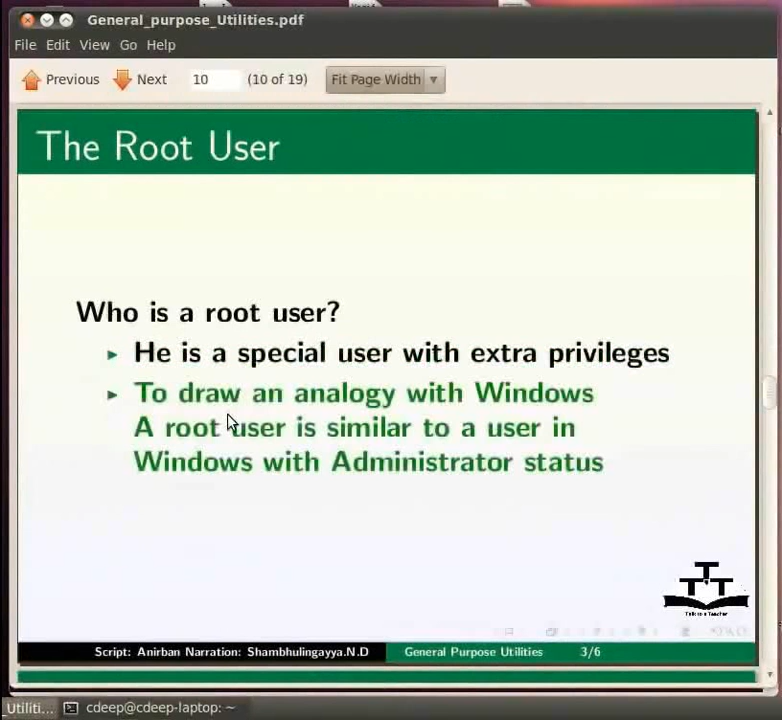 General_purpose_Utilities.pdf
File Edit View Go Help
Previous Next 10 (10 of 19) Fit Page Width
The Root User
Who is a root user?
He is a special user with extra privileges
To draw an analogy with Windows
A root user is similar to a user in
Windows with Administrator status
T T T
Talk to a Teacher
Script: Anirban Narration: Shambhulingayya.N.D General Purpose Utilities 3/6
Utiliti... cdeep@cdeep-laptop: ~